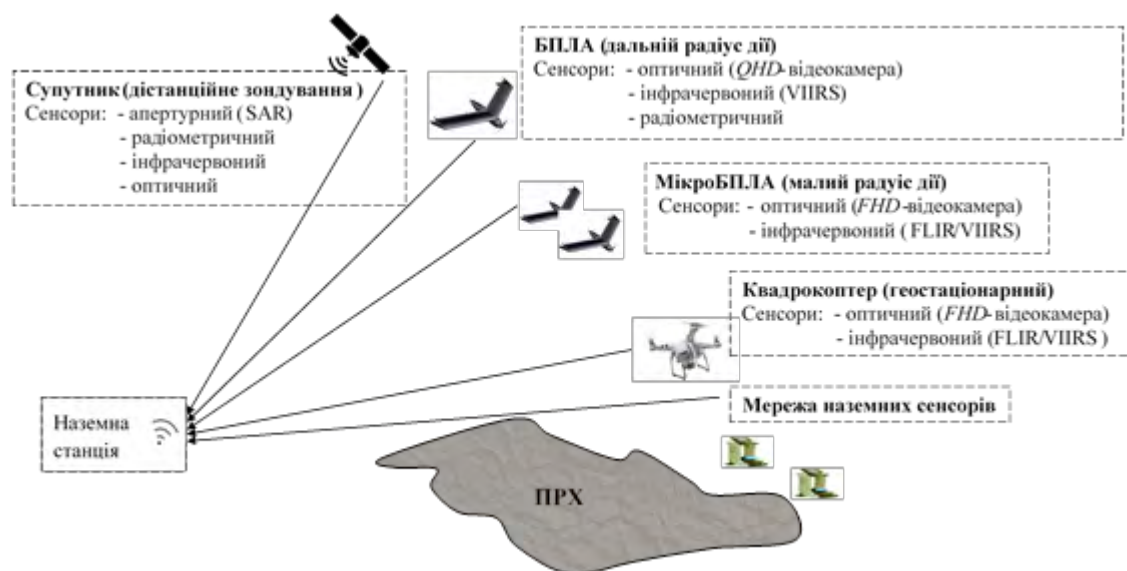 БПЛА (дальній радіус дії)
Сенсори: - оптичний (QHD-відеокамера)
- інфрачервоний (VIIRS)
- радіометричний
Супутник (дістанційне зондування )
Сенсори: - апертурний (SAR)
- радіометричний
- інфрачервоний
- оптичний
МікроБПЛА (малий радуіс дії)
Сенсори: - оптичний (FHD-відеокамера)
- інфрачервоний (FLIR/VIIRS)
Квадрокоптер (геостаціонарний)
Сенсори: - оптичний (FHD-відеокамера)
- інфрачервоний (FLIR/VIIRS )
Мережа наземних сенсорів
Наземна
станція
ПРХ